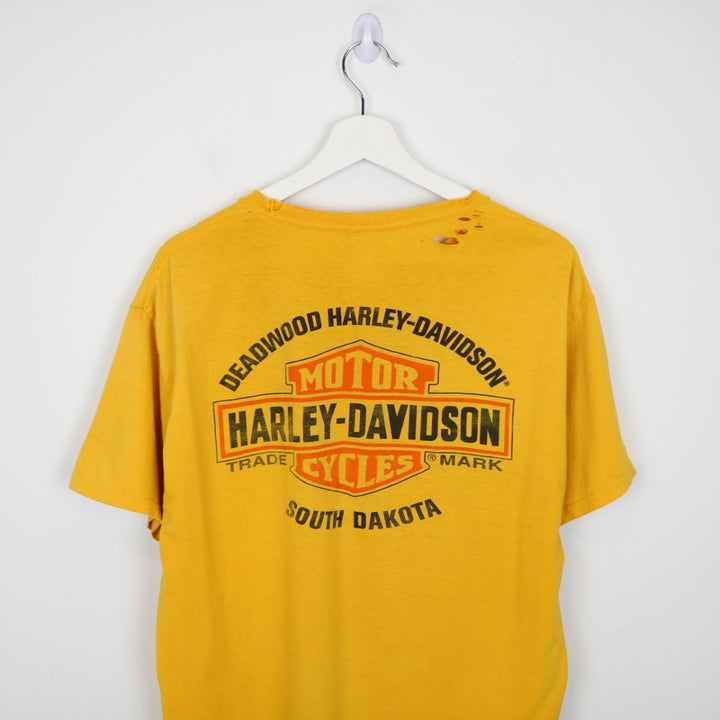 DEADWOOD HARLEY-DAVIDSON®
MOTOR
HARLEY-DAVIDSON
TRADE ® MARK
CYCLES
SOUTH DAKOTA